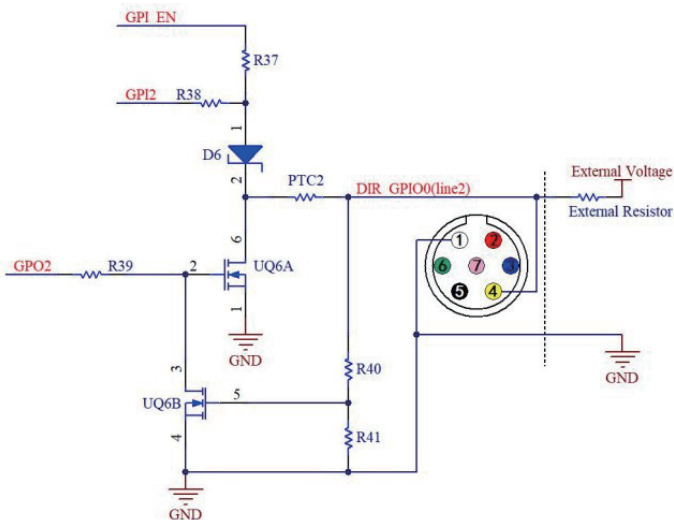 GPI_EN
R37
GPI2
R38
1
D6
2
PTC2
DIR_GPIO0(line2)
External Voltage
External Resistor
1
2
6
7
3
5
4
6
GPO2
R39
2
UQ6A
1
GND
GND
3
R40
UQ6B
5
4
R41
GND